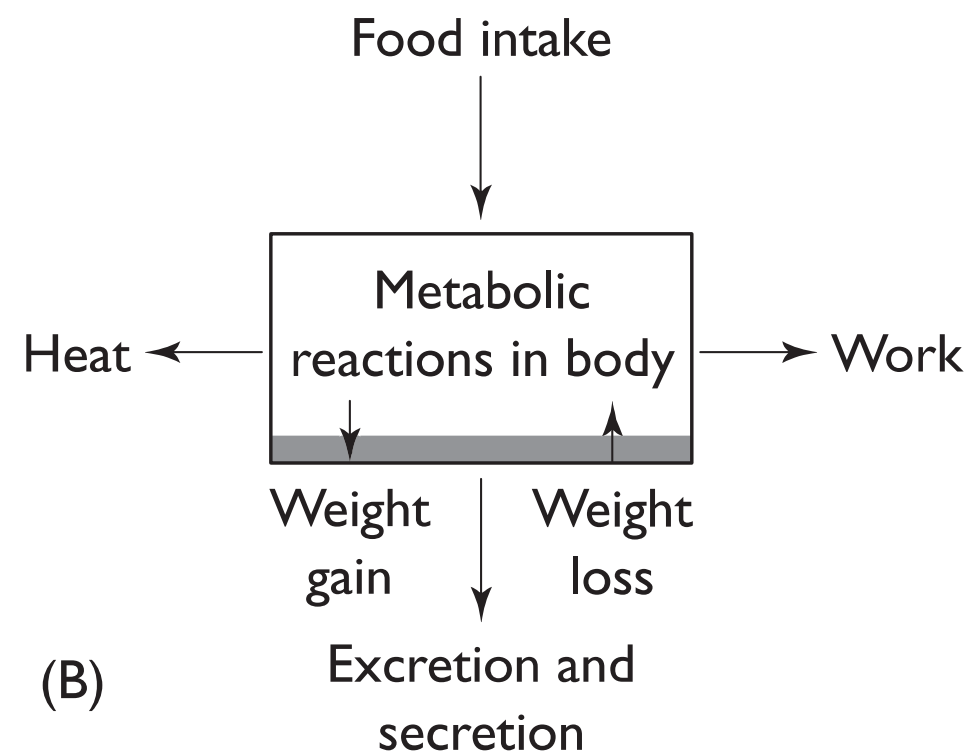 Food intake
Metabolic
reactions in body
Heat
Work
Weight
gain
Weight
loss
Excretion and
secretion
(B)